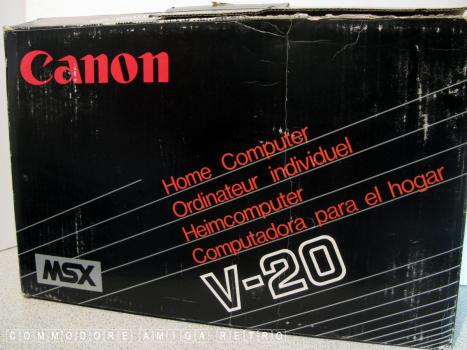 Canon
Home Computer
Ordinateur individuel
Heimcomputer
Computadora para el hogar
MSX
V-20
COMMODORE AMIGA RETRO